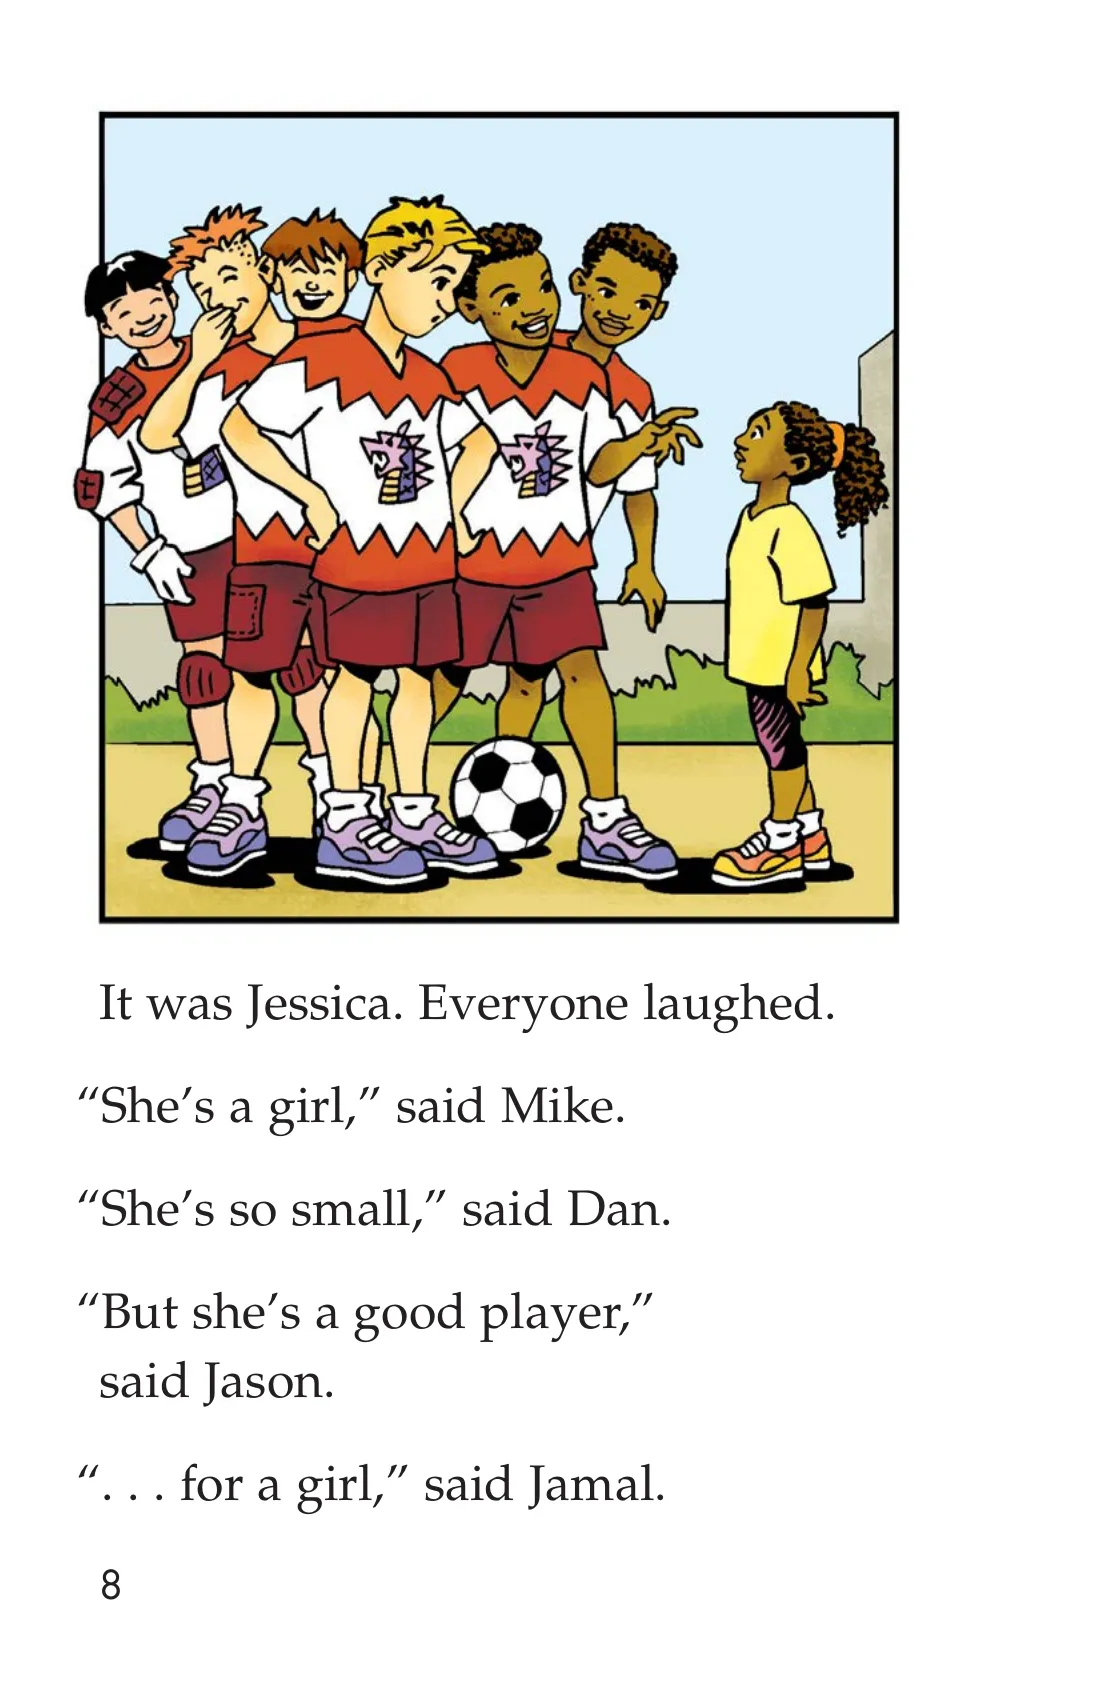 It was Jessica. Everyone laughed.
“She’s a girl,” said Mike.
“She’s so small,” said Dan.
“But she’s a good player,”
said Jason.
“. . . for a girl,” said Jamal.
8